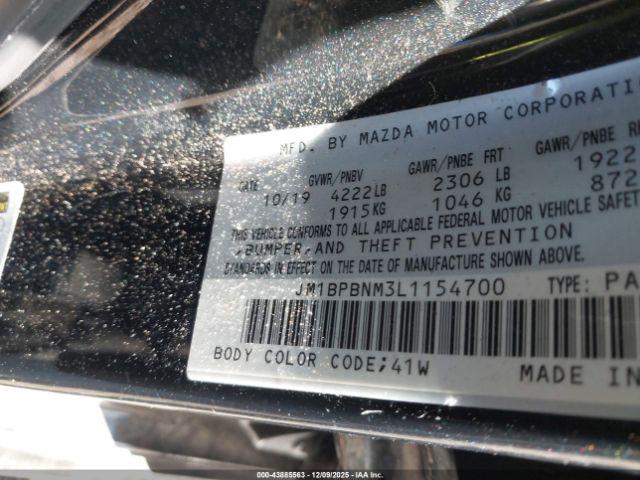 MFD. BY MAZDA MOTOR CORPORATI
DATE GVWR/PNBV GAWR/PNBE FRT GAWR/PNBE
10/19 4222LB 2306 LB 1922
1915KG 1046 KG 872
THIS VEHICLE CONFORMS TO ALL APPLICABLE FEDERAL MOTOR VEHICLE SAFET
,BUMPER,AND THEFT PREVENTION
STANDARDS IN EFFECT ON THE DATE OF MANUFACTURE SHOWN ABOVE.
JM1BPBNM3L1154700 TYPE: PA
BODY COLOR CODE;41W
MADE IN
00-43885563 - 12/09/2025 - IAAI.com